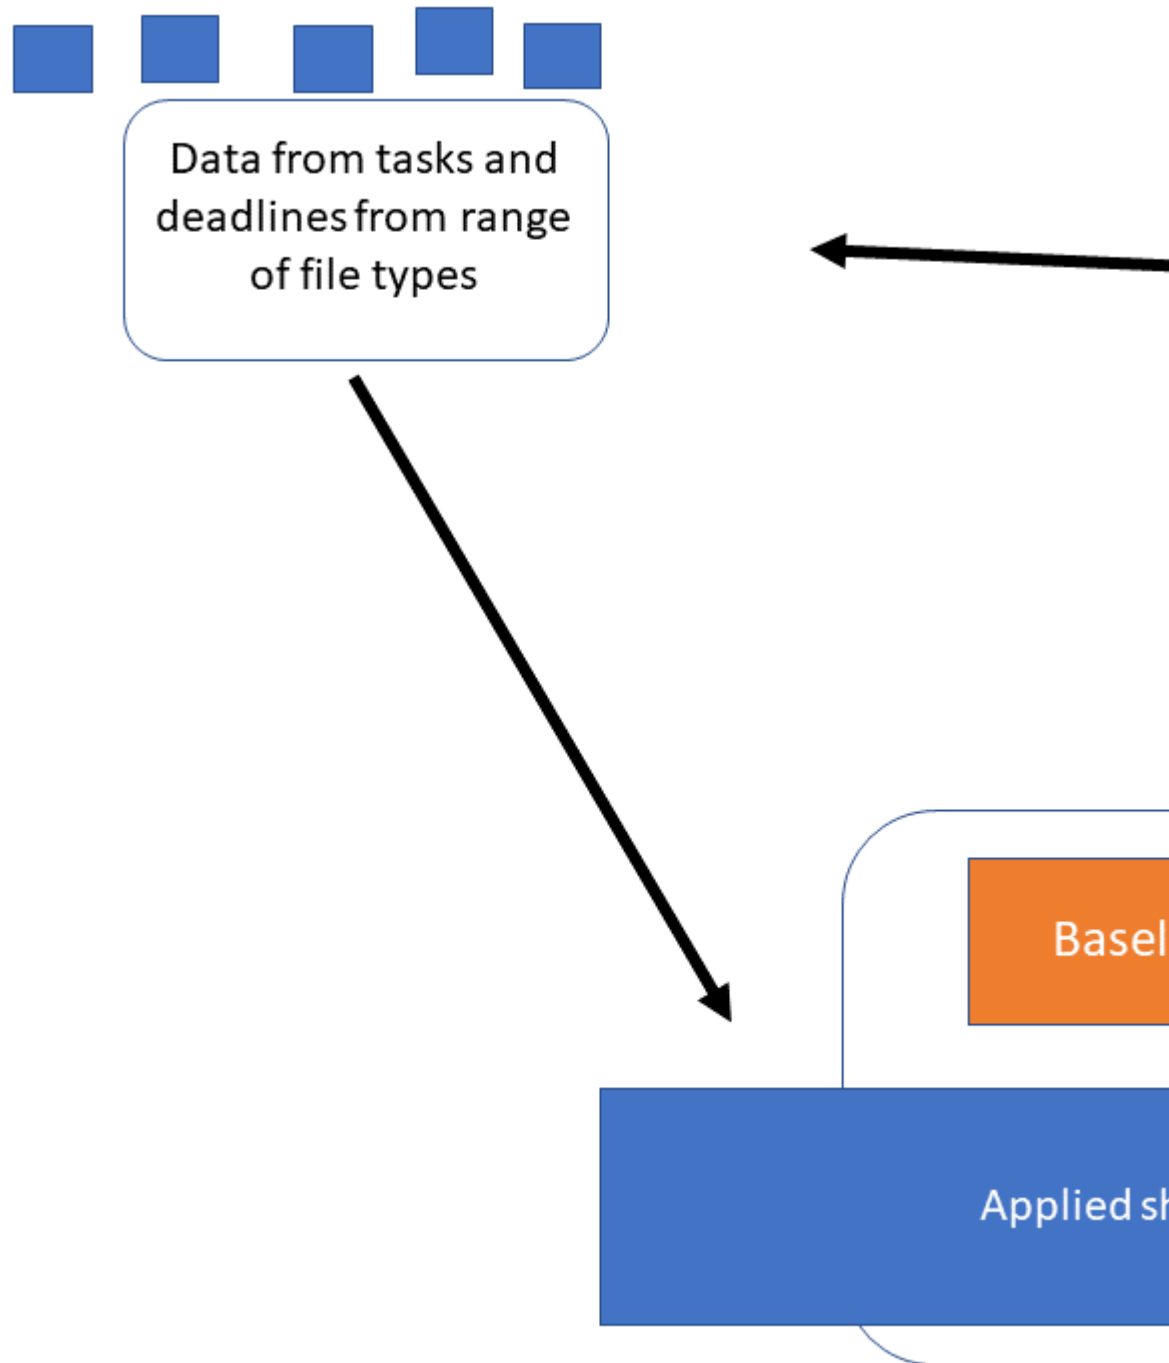 Data from tasks and
deadlines from range
of file types
Basel
Applied sh